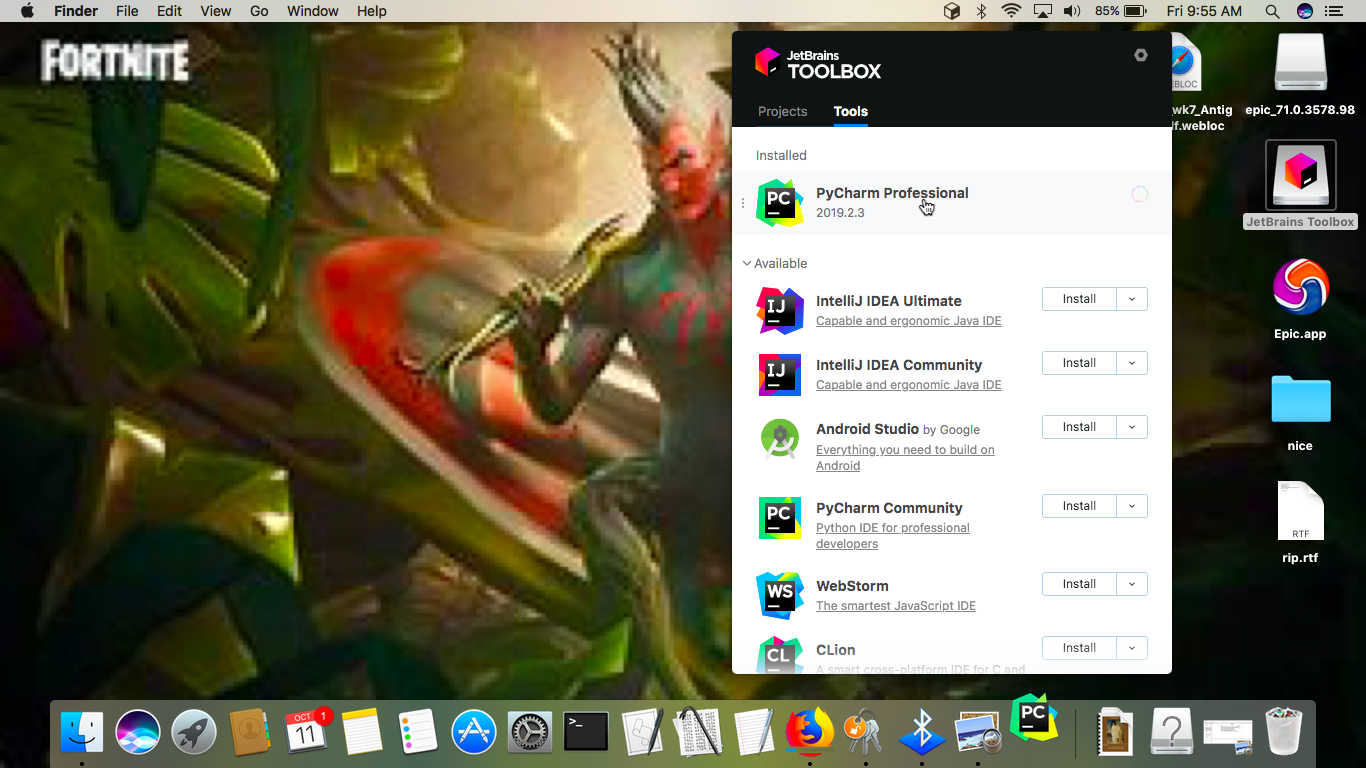 Finder File Edit View Go Window Help 85% Fri 9:55 AM
FORTNITE
JetBrains
TOOLBOX
Projects Tools
Installed
PC
PyCharm Professional
2019.2.3
Available
IJ
IntelliJ IDEA Ultimate
Capable and ergonomic Java IDE
Install
IJ
IntelliJ IDEA Community
Capable and ergonomic Java IDE
Install
Android Studio by Google
Everything you need to build on
Android
Install
PC
PyCharm Community
Python IDE for professional
developers
Install
WS
WebStorm
The smartest JavaScript IDE
Install
CL
CLion
A smart cross-platform IDE for C and
Install
EBLOC
_wk7_Antig
lf.webloc
epic_71.0.3578.98
JetBrains Toolbox
Epic.app
nice
RTF
rip.rtf
OCT
1
11
>_
PC
?